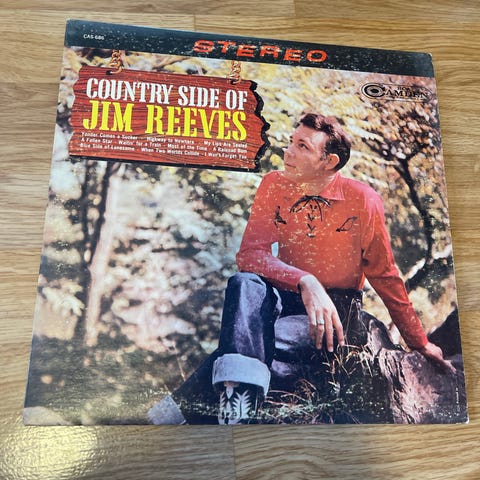 CAS-686
STEREO
RCA
CAMDEN
COUNTRY SIDE OF
JIM REEVES
Yonder Comes a Sucker · Highway to Nowhere · My Lips Are Sealed
A Fallen Star · Waitin' for a Train · Most of the Time · A Railroad Bum
Blue Side of Lonesome · When Two Worlds Collide · I Won't Forget You